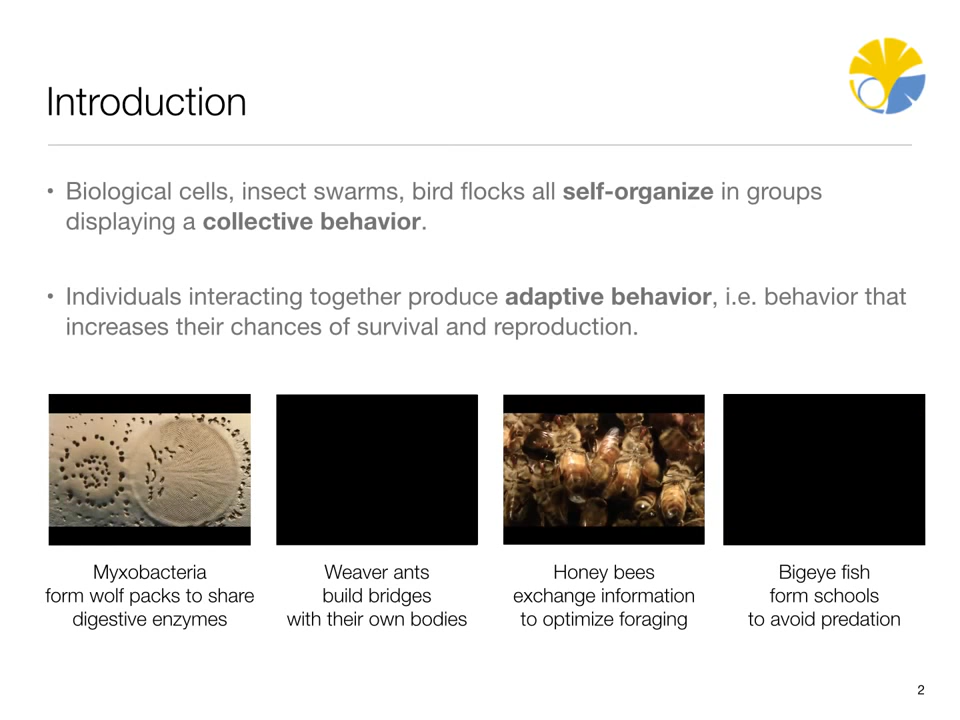 Introduction
• Biological cells, insect swarms, bird flocks all self-organize in groups
displaying a collective behavior.
• Individuals interacting together produce adaptive behavior, i.e. behavior that
increases their chances of survival and reproduction.
Myxobacteria
form wolf packs to share
digestive enzymes
Weaver ants
build bridges
with their own bodies
Honey bees
exchange information
to optimize foraging
Bigeye fish
form schools
to avoid predation
2